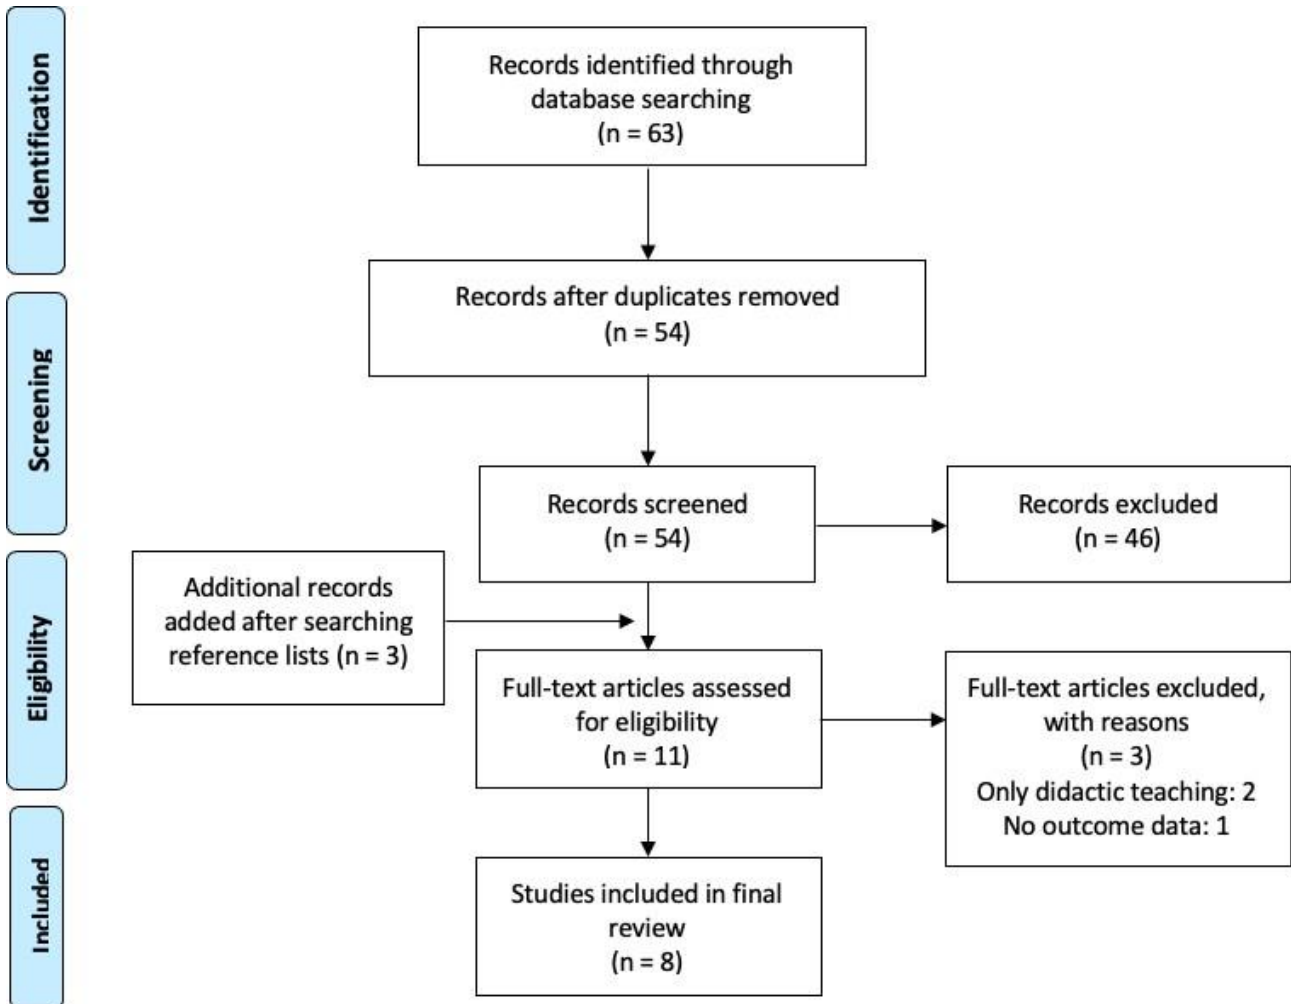 Identification
Records identified through
database searching
(n = 63)
Records after duplicates removed
(n = 54)
Screening
Records screened
(n = 54)
Records excluded
(n = 46)
Additional records
added after searching
reference lists (n = 3)
Eligibility
Full-text articles assessed
for eligibility
(n = 11)
Full-text articles excluded,
with reasons
(n = 3)
Only didactic teaching: 2
No outcome data: 1
Included
Studies included in final
review
(n = 8)